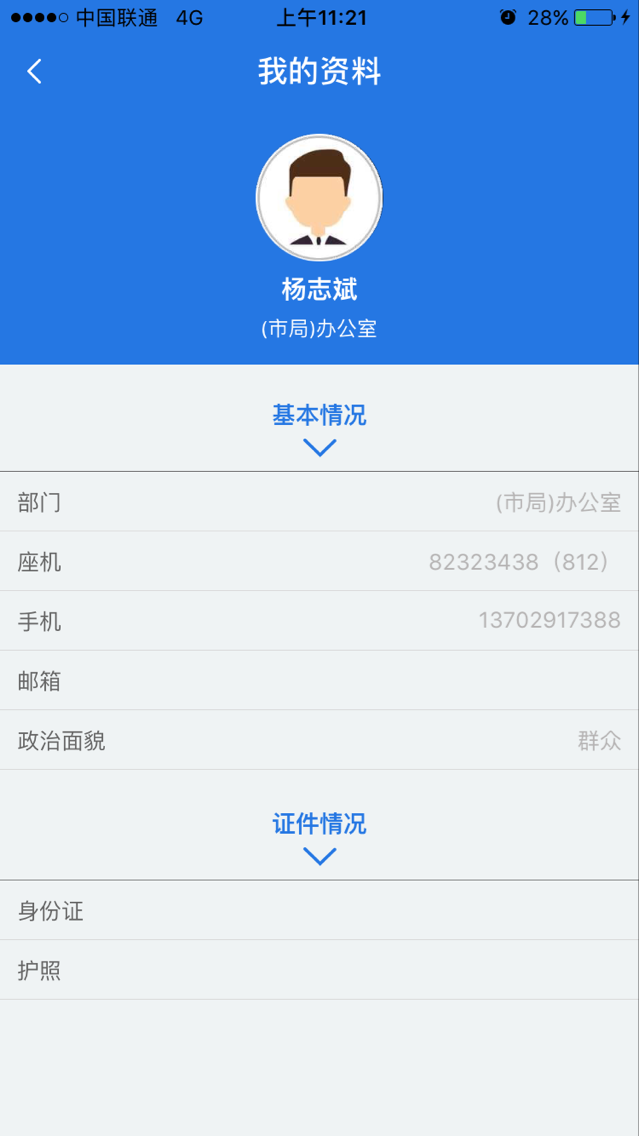 中国联通 4G 上午11:21 28%
我的资料
杨志斌
(市局)办公室
基本情况
部门 (市局)办公室
座机 82323438（812）
手机 13702917388
邮箱
政治面貌 群众
证件情况
身份证
护照